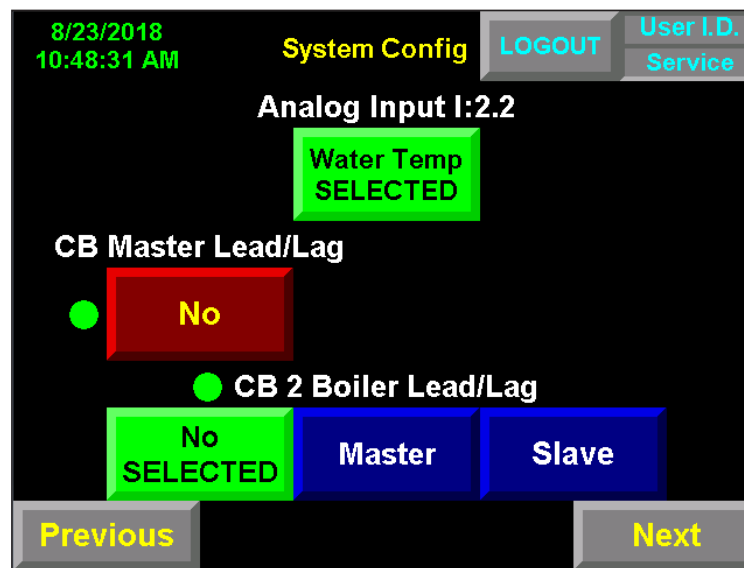 8/23/2018
10:48:31 AM
System Config
LOGOUT
User I.D.
Service
Analog Input I:2.2
Water Temp
SELECTED
CB Master Lead/Lag
No
CB 2 Boiler Lead/Lag
No
SELECTED
Master
Slave
Previous
Next